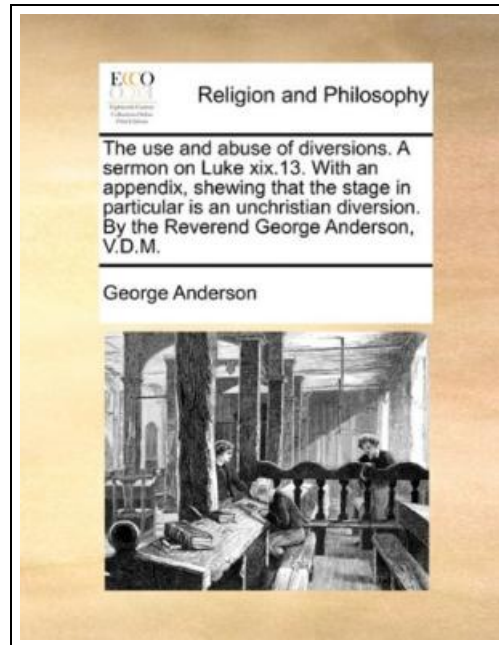 ECCO
Religion and Philosophy
The use and abuse of diversions. A
sermon on Luke xix.13. With an
appendix, shewing that the stage in
particular is an unchristian diversion.
By the Reverend George Anderson,
V.D.M.
George Anderson